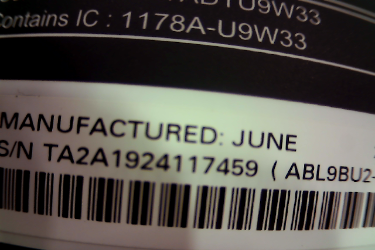 Contains IC : 1178A-U9W33
MANUFACTURED: JUNE
S/N TA2A1924117459 ( ABL9BU2-